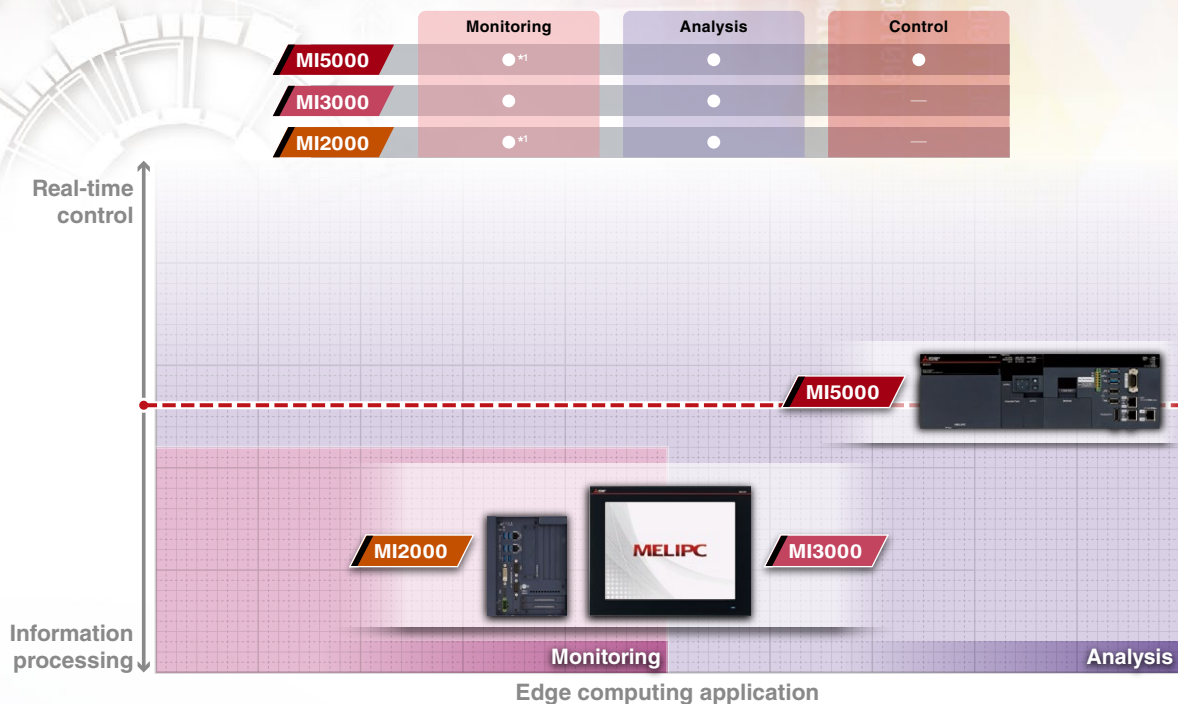 Monitoring Analysis Control
MI5000 ●*1 ● ●
MI3000 ● ● —
MI2000 ●*1 ● —
Real-time
control
MI5000
MI2000
MELIPC
MI3000
Information
processing
Monitoring
Analysis
Edge computing application